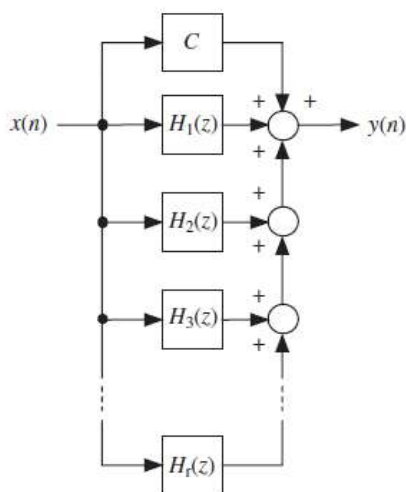 C
+ +
x(n) H₁(z) y(n)
+
+
H₂(z)
+
+
H₃(z)
+
Hᵣ(z)